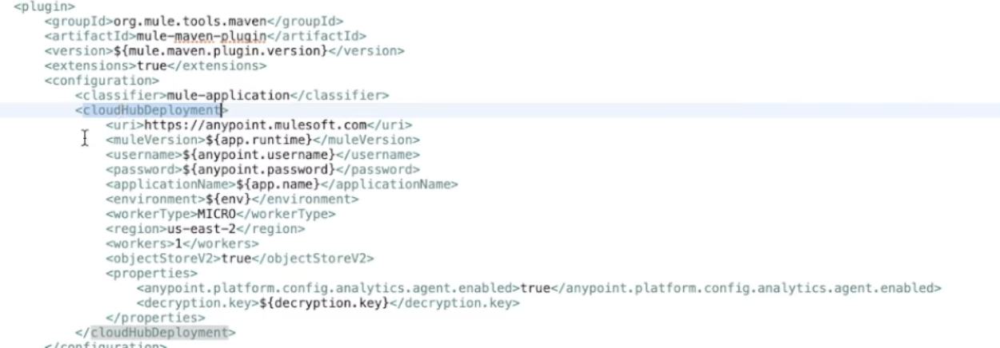 <plugin>
<groupId>org.mule.tools.maven</groupId>
<artifactId>mule-maven-plugin</artifactId>
<version>${mule.maven.plugin.version}</version>
<extensions>true</extensions>
<configuration>
<classifier>mule-application</classifier>
<cloudHubDeployment>
<uri>https://anypoint.mulesoft.com</uri>
<muleVersion>${app.runtime}</muleVersion>
<username>${anypoint.username}</username>
<password>${anypoint.password}</password>
<applicationName>${app.name}</applicationName>
<environment>${env}</environment>
<workerType>MICRO</workerType>
<region>us-east-2</region>
<workers>1</workers>
<objectStoreV2>true</objectStoreV2>
<properties>
<anypoint.platform.config.analytics.agent.enabled>true</anypoint.platform.config.analytics.agent.enabled>
<decryption.key>${decryption.key}</decryption.key>
</properties>
</cloudHubDeployment>
</configuration>